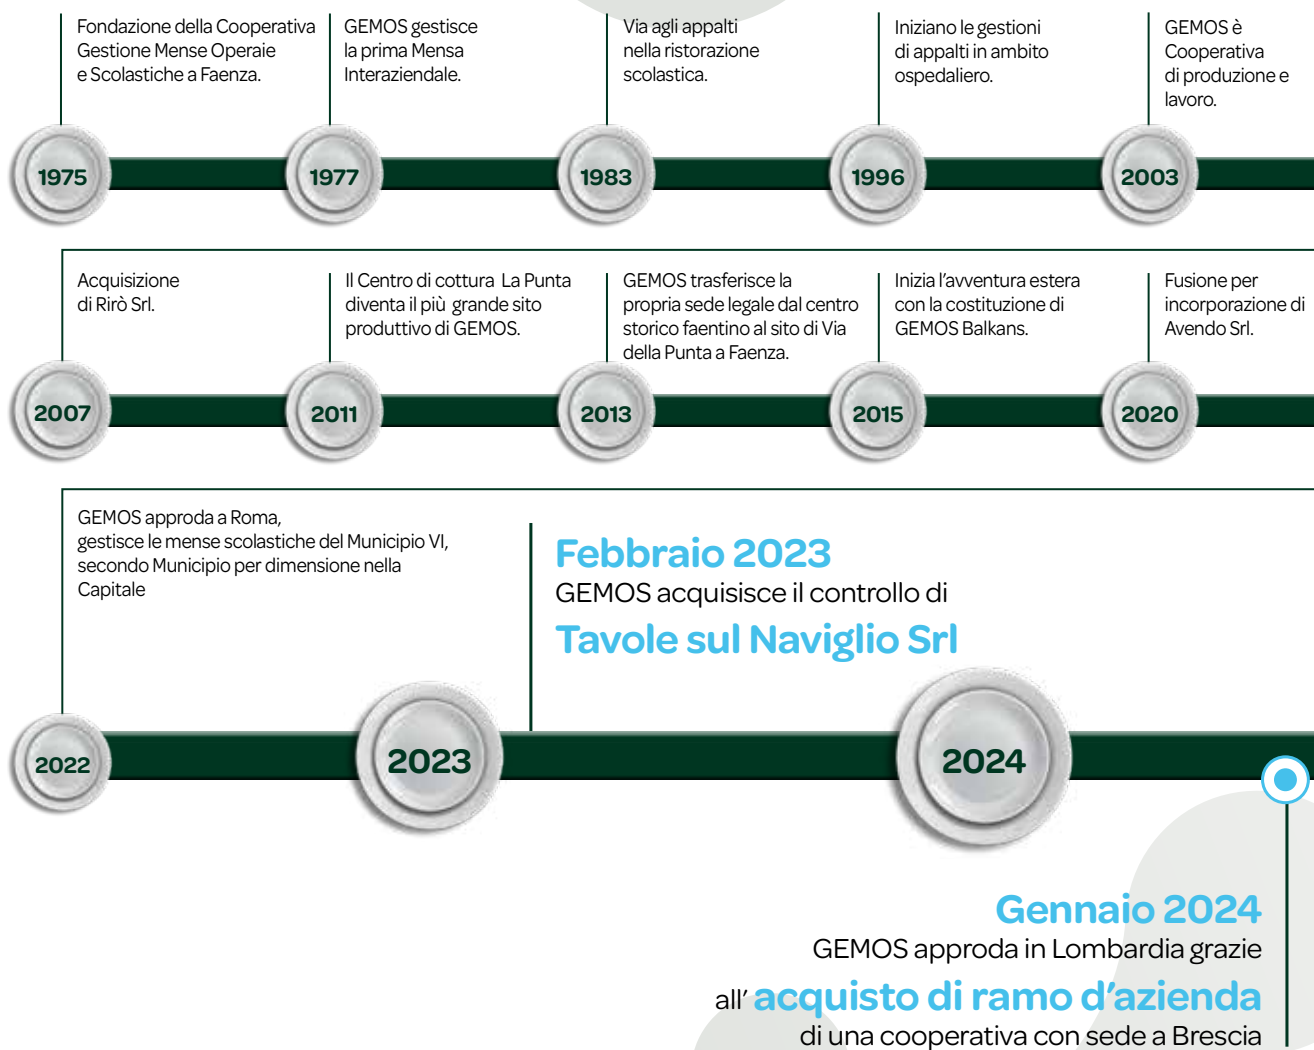 Fondazione della Cooperativa
Gestione Mense Operaie
e Scolastiche a Faenza.
GEMOS gestisce
la prima Mensa
Interaziendale.
Via agli appalti
nella ristorazione
scolastica.
Iniziano le gestioni
di appalti in ambito
ospedaliero.
GEMOS è
Cooperativa
di produzione e
lavoro.
1975
1977
1983
1996
2003
Acquisizione
di Rirò Srl.
Il Centro di cottura La Punta
diventa il più grande sito
produttivo di GEMOS.
GEMOS trasferisce la
propria sede legale dal centro
storico faentino al sito di Via
della Punta a Faenza.
Inizia l'avventura estera
con la costituzione di
GEMOS Balkans.
Fusione per
incorporazione di
Avendo Srl.
2007
2011
2013
2015
2020
GEMOS approda a Roma,
gestisce le mense scolastiche del Municipio VI,
secondo Municipio per dimensione nella
Capitale
Febbraio 2023
GEMOS acquisisce il controllo di
Tavole sul Naviglio Srl
2022
2023
2024
Gennaio 2024
GEMOS approda in Lombardia grazie
all' acquisto di ramo d'azienda
di una cooperativa con sede a Brescia